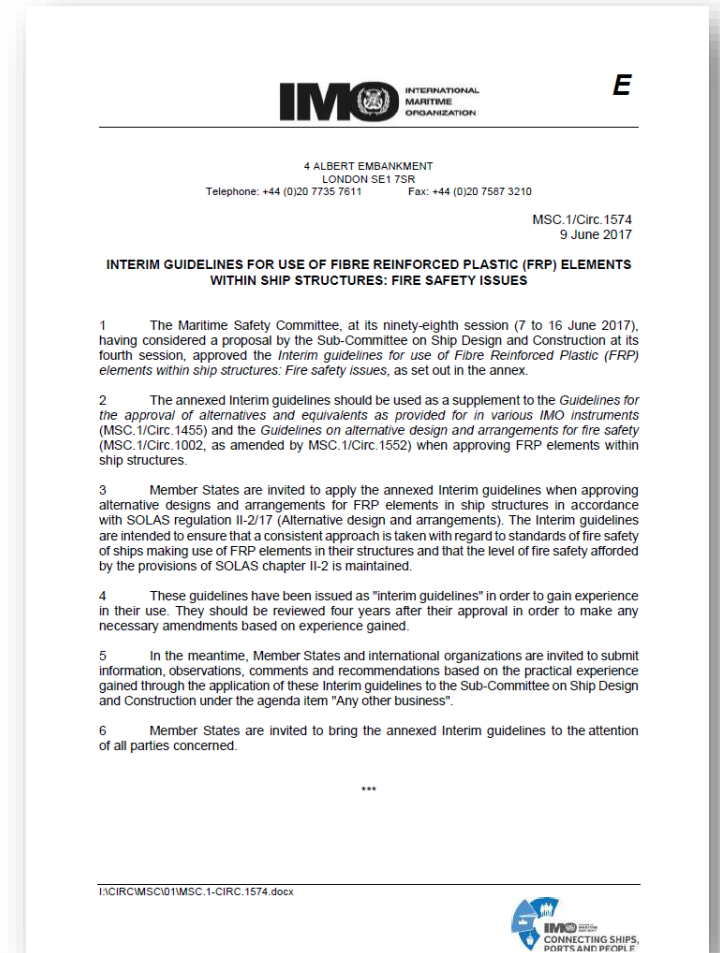 IMO
INTERNATIONAL
MARITIME
ORGANIZATION
E
4 ALBERT EMBANKMENT
LONDON SE1 7SR
Telephone: +44 (0)20 7735 7611 Fax: +44 (0)20 7587 3210
MSC.1/Circ.1574
9 June 2017
INTERIM GUIDELINES FOR USE OF FIBRE REINFORCED PLASTIC (FRP) ELEMENTS
WITHIN SHIP STRUCTURES: FIRE SAFETY ISSUES
1 The Maritime Safety Committee, at its ninety-eighth session (7 to 16 June 2017),
having considered a proposal by the Sub-Committee on Ship Design and Construction at its
fourth session, approved the Interim guidelines for use of Fibre Reinforced Plastic (FRP)
elements within ship structures: Fire safety issues, as set out in the annex.
2 The annexed Interim guidelines should be used as a supplement to the Guidelines for
the approval of alternatives and equivalents as provided for in various IMO instruments
(MSC.1/Circ.1455) and the Guidelines on alternative design and arrangements for fire safety
(MSC.1/Circ.1002, as amended by MSC.1/Circ.1552) when approving FRP elements within
ship structures.
3 Member States are invited to apply the annexed Interim guidelines when approving
alternative designs and arrangements for FRP elements in ship structures in accordance
with SOLAS regulation II-2/17 (Alternative design and arrangements). The Interim guidelines
are intended to ensure that a consistent approach is taken with regard to standards of fire safety
of ships making use of FRP elements in their structures and that the level of fire safety afforded
by the provisions of SOLAS chapter II-2 is maintained.
4 These guidelines have been issued as "interim guidelines" in order to gain experience
in their use. They should be reviewed four years after their approval in order to make any
necessary amendments based on experience gained.
5 In the meantime, Member States and international organizations are invited to submit
information, observations, comments and recommendations based on the practical experience
gained through the application of these Interim guidelines to the Sub-Committee on Ship Design
and Construction under the agenda item "Any other business".
6 Member States are invited to bring the annexed Interim guidelines to the attention
of all parties concerned.
***
I:\CIRC\MSC\01\MSC.1-CIRC.1574.docx
IMO
CONNECTING SHIPS,
PORTS AND PEOPLE